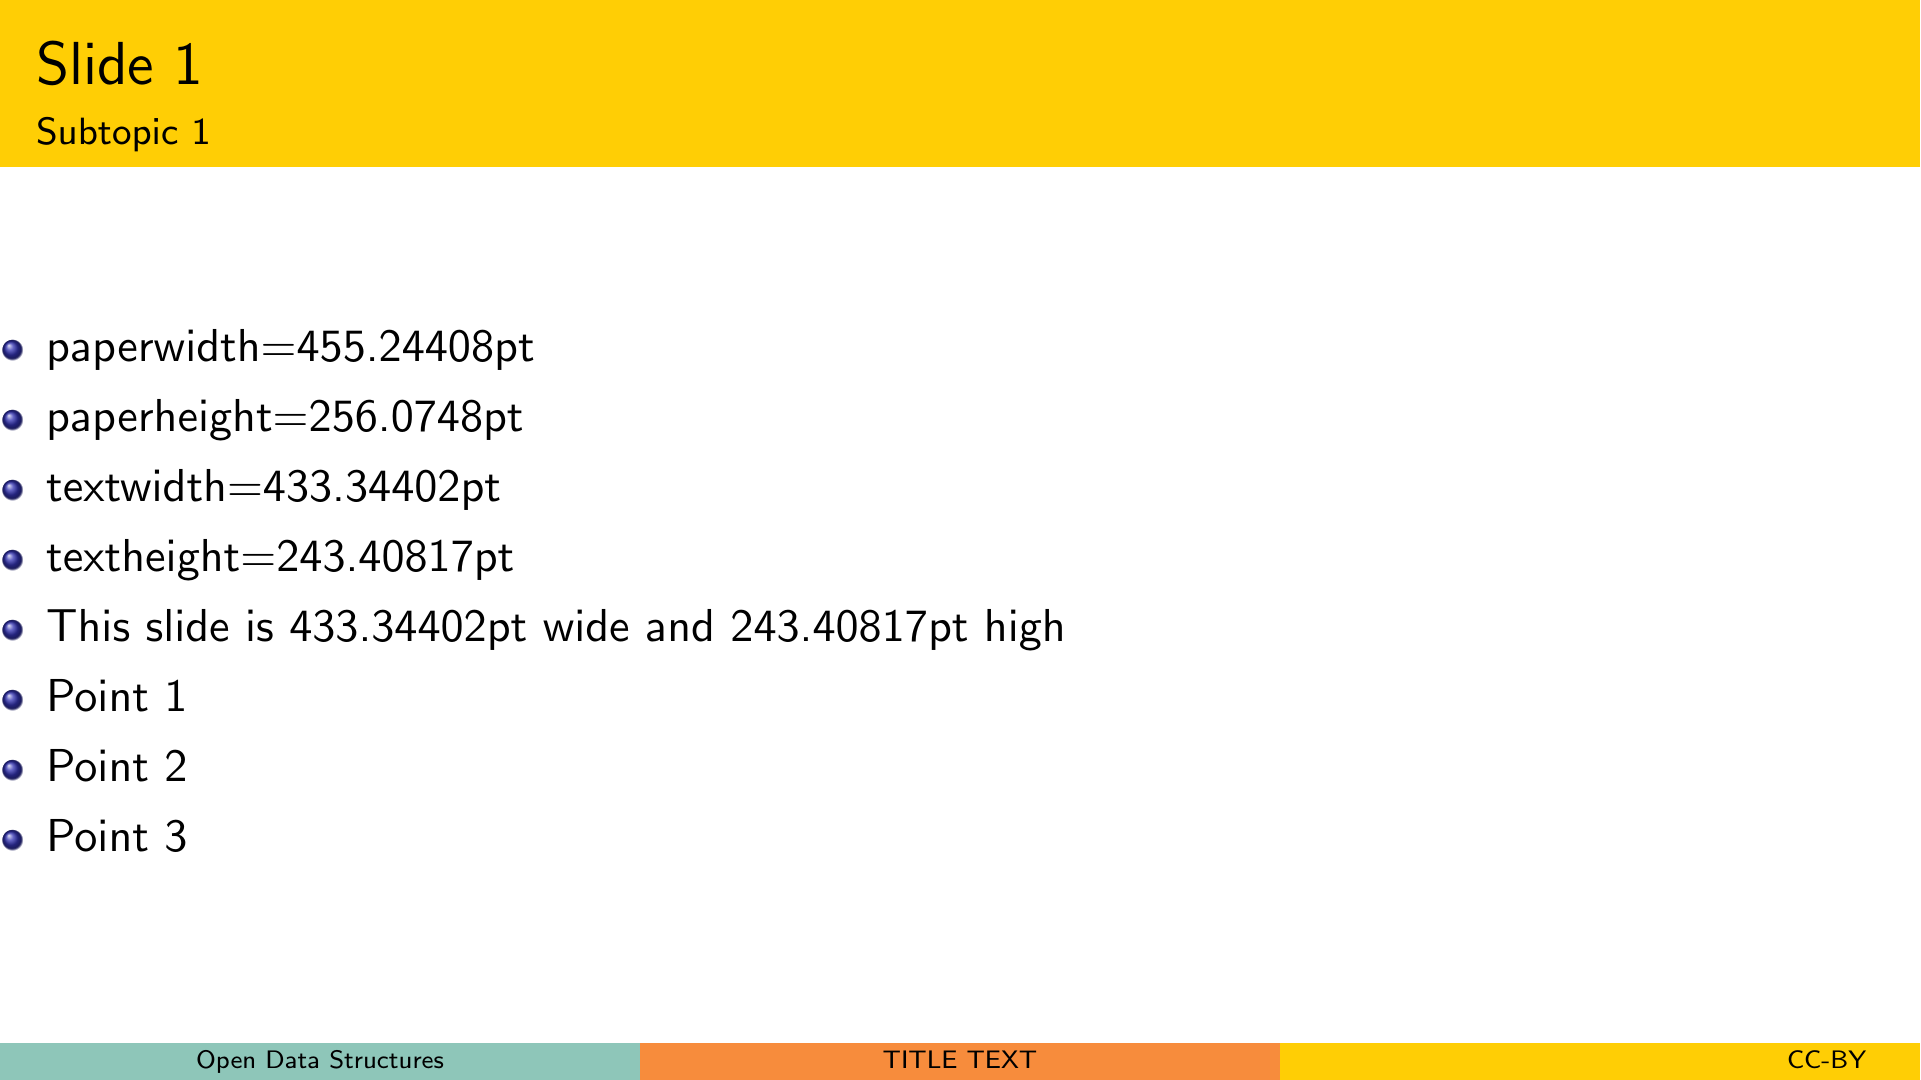 Slide 1
Subtopic 1
paperwidth=455.24408pt
paperheight=256.0748pt
textwidth=433.34402pt
textheight=243.40817pt
This slide is 433.34402pt wide and 243.40817pt high
Point 1
Point 2
Point 3
Open Data Structures
TITLE TEXT
CC-BY